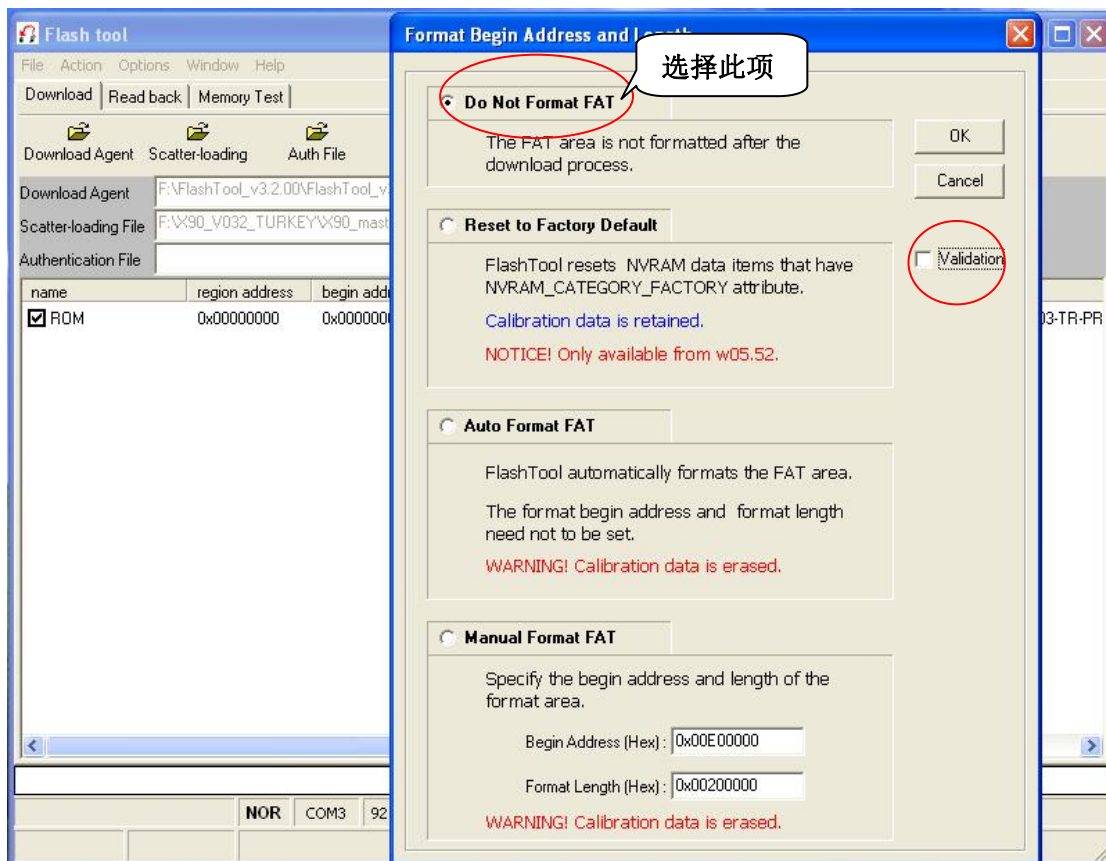 Flash tool
File Action Options Window Help
Download Read back Memory Test
Download Agent Scatter-loading Auth File
Download Agent F:\FlashTool_v3.2.00\FlashTool_v
Scatter-loading File F:\X90_V032_TURKEY\X90_mast
Authentication File
name region address begin addr
ROM 0x00000000 0x0000000
03-TR-PR
NOR COM3 92
Format Begin Address and Length
选择此项
Do Not Format FAT
The FAT area is not formatted after the
download process.
OK
Cancel
Validation
Reset to Factory Default
FlashTool resets NVRAM data items that have
NVRAM_CATEGORY_FACTORY attribute.
Calibration data is retained.
NOTICE! Only available from w05.52.
Auto Format FAT
FlashTool automatically formats the FAT area.
The format begin address and format length
need not to be set.
WARNING! Calibration data is erased.
Manual Format FAT
Specify the begin address and length of the
format area.
Begin Address (Hex) : 0x00E00000
Format Length (Hex) : 0x00200000
WARNING! Calibration data is erased.